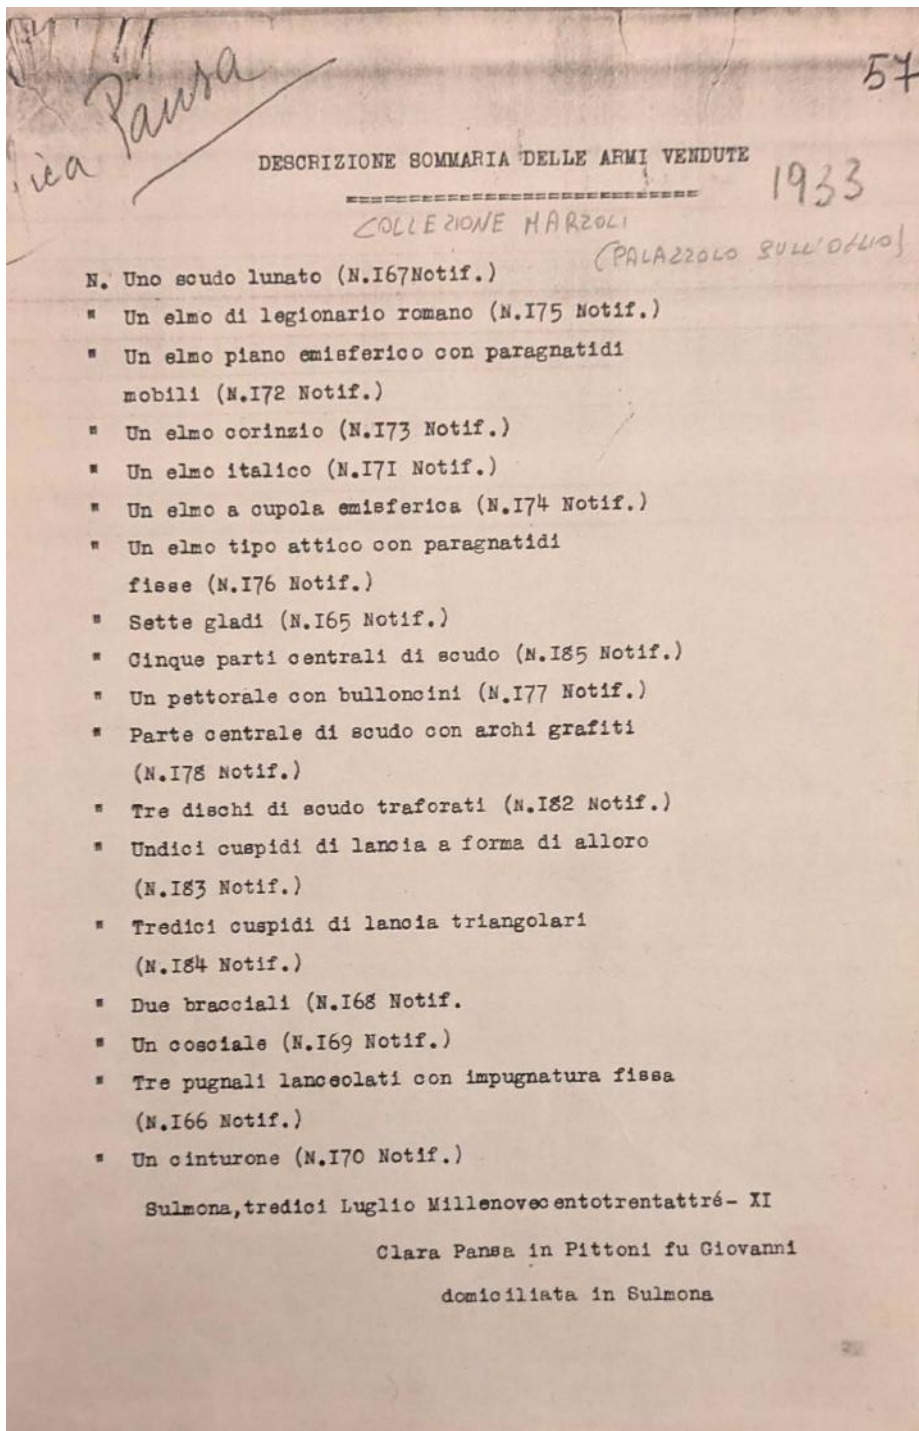 Pansa
57
DESCRIZIONE SOMMARIA DELLE ARMI VENDUTE
============================
1933
COLLEZIONE MARZOLI
(PALAZZOLO SULL'OGLIO)
N. Uno scudo lunato (N.I67Notif.)
" Un elmo di legionario romano (N.I75 Notif.)
" Un elmo piano emisferico con paragnatidi
mobili (N.I72 Notif.)
" Un elmo corinzio (N.I73 Notif.)
" Un elmo italico (N.I7I Notif.)
" Un elmo a cupola emisferica (N.I74 Notif.)
" Un elmo tipo attico con paragnatidi
fisse (N.I76 Notif.)
" Sette gladi (N.I65 Notif.)
" Cinque parti centrali di scudo (N.I85 Notif.)
" Un pettorale con bulloncini (N.I77 Notif.)
" Parte centrale di scudo con archi grafiti
(N.I78 Notif.)
" Tre dischi di scudo traforati (N.I82 Notif.)
" Undici cuspidi di lancia a forma di alloro
(N.I83 Notif.)
" Tredici cuspidi di lancia triangolari
(N.I84 Notif.)
" Due bracciali (N.I68 Notif.
" Un cosciale (N.I69 Notif.)
" Tre pugnali lanceolati con impugnatura fissa
(N.I66 Notif.)
" Un cinturone (N.I70 Notif.)
Sulmona,tredici Luglio Millenovecentotrentattré- XI
Clara Pansa in Pittoni fu Giovanni
domiciliata in Sulmona